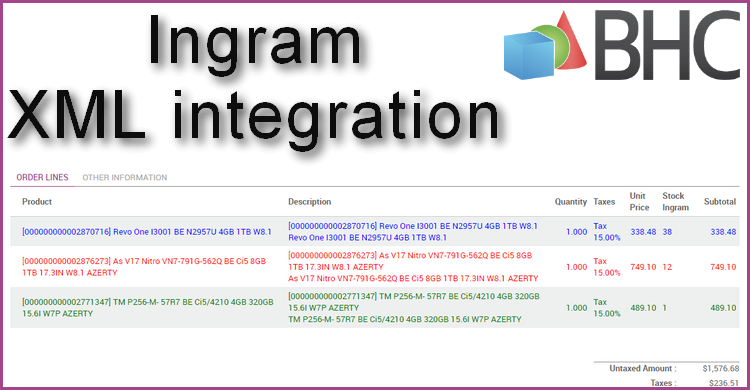 Ingram
XML integration
BHC
ORDER LINES OTHER INFORMATION
Product Description Quantity Taxes Unit Price Stock Ingram Subtotal
[000000000002870716] Revo One I3001 BE N2957U 4GB 1TB W8.1 [000000000002870716] Revo One I3001 BE N2957U 4GB 1TB W8.1 1.000 Tax 338.48 38 338.48
Revo One I3001 BE N2957U 4GB 1TB W8.1 15.00%
[000000000002876273] As V17 Nitro VN7-791G-562Q BE Ci5 8GB [000000000002876273] As V17 Nitro VN7-791G-562Q BE Ci5 8GB 1.000 Tax 749.10 12 749.10
1TB 17.3IN W8.1 AZERTY 1TB 17.3IN W8.1 AZERTY 15.00%
As V17 Nitro VN7-791G-562Q BE Ci5 8GB 1TB 17.3IN W8.1 AZERTY
[000000000002771347] TM P256-M- 57R7 BE Ci5/4210 4GB 320GB [000000000002771347] TM P256-M- 57R7 BE Ci5/4210 4GB 320GB 1.000 Tax 489.10 1 489.10
15.6I W7P AZERTY 15.6I W7P AZERTY 15.00%
TM P256-M- 57R7 BE Ci5/4210 4GB 320GB 15.6I W7P AZERTY
Untaxed Amount : $1,576.68
Taxes : $236.51